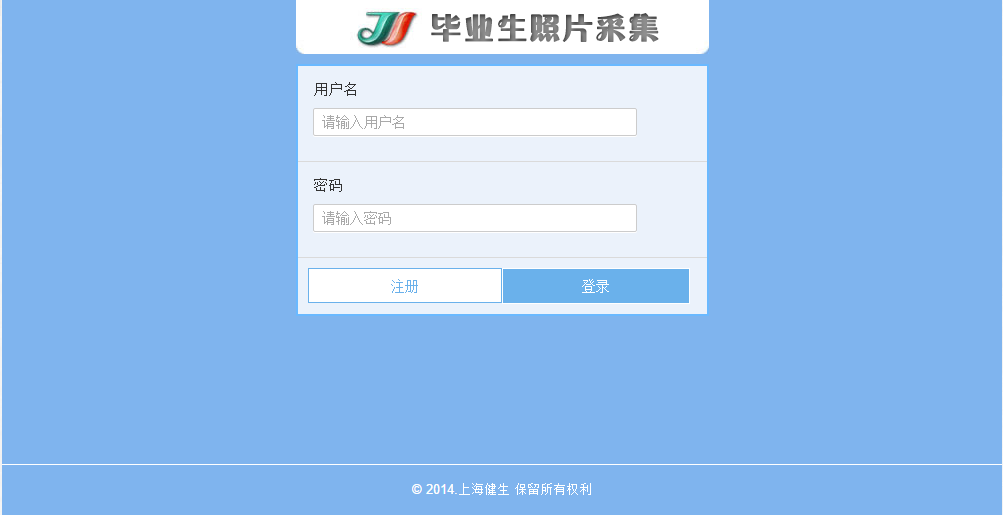 毕业生照片采集
用户名
请输入用户名
密码
请输入密码
注册 登录
© 2014.上海健生 保留所有权利